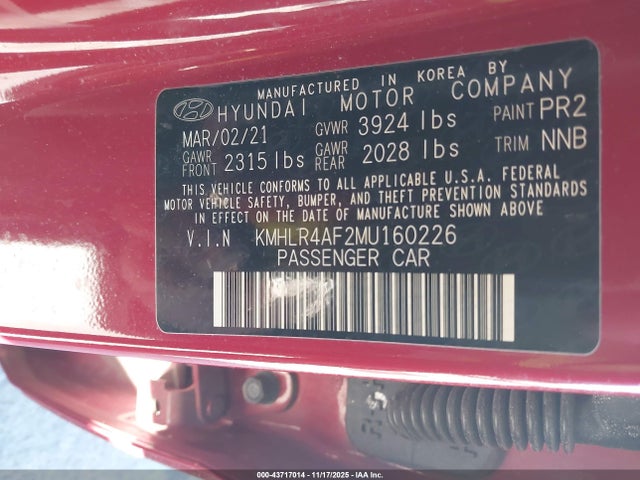 MANUFACTURED IN KOREA BY
HYUNDAI MOTOR COMPANY
MAR/02/21 GVWR 3924 lbs PAINT PR2
GAWR FRONT 2315 lbs GAWR REAR 2028 lbs TRIM NNB
THIS VEHICLE CONFORMS TO ALL APPLICABLE U.S.A. FEDERAL
MOTOR VEHICLE SAFETY, BUMPER, AND THEFT PREVENTION STANDARDS
IN EFFECT ON THE DATE OF MANUFACTURE SHOWN ABOVE.
V.I.N KMHLR4AF2MU160226
PASSENGER CAR
000-43717014 - 11/17/2025 - IAAI, Inc.